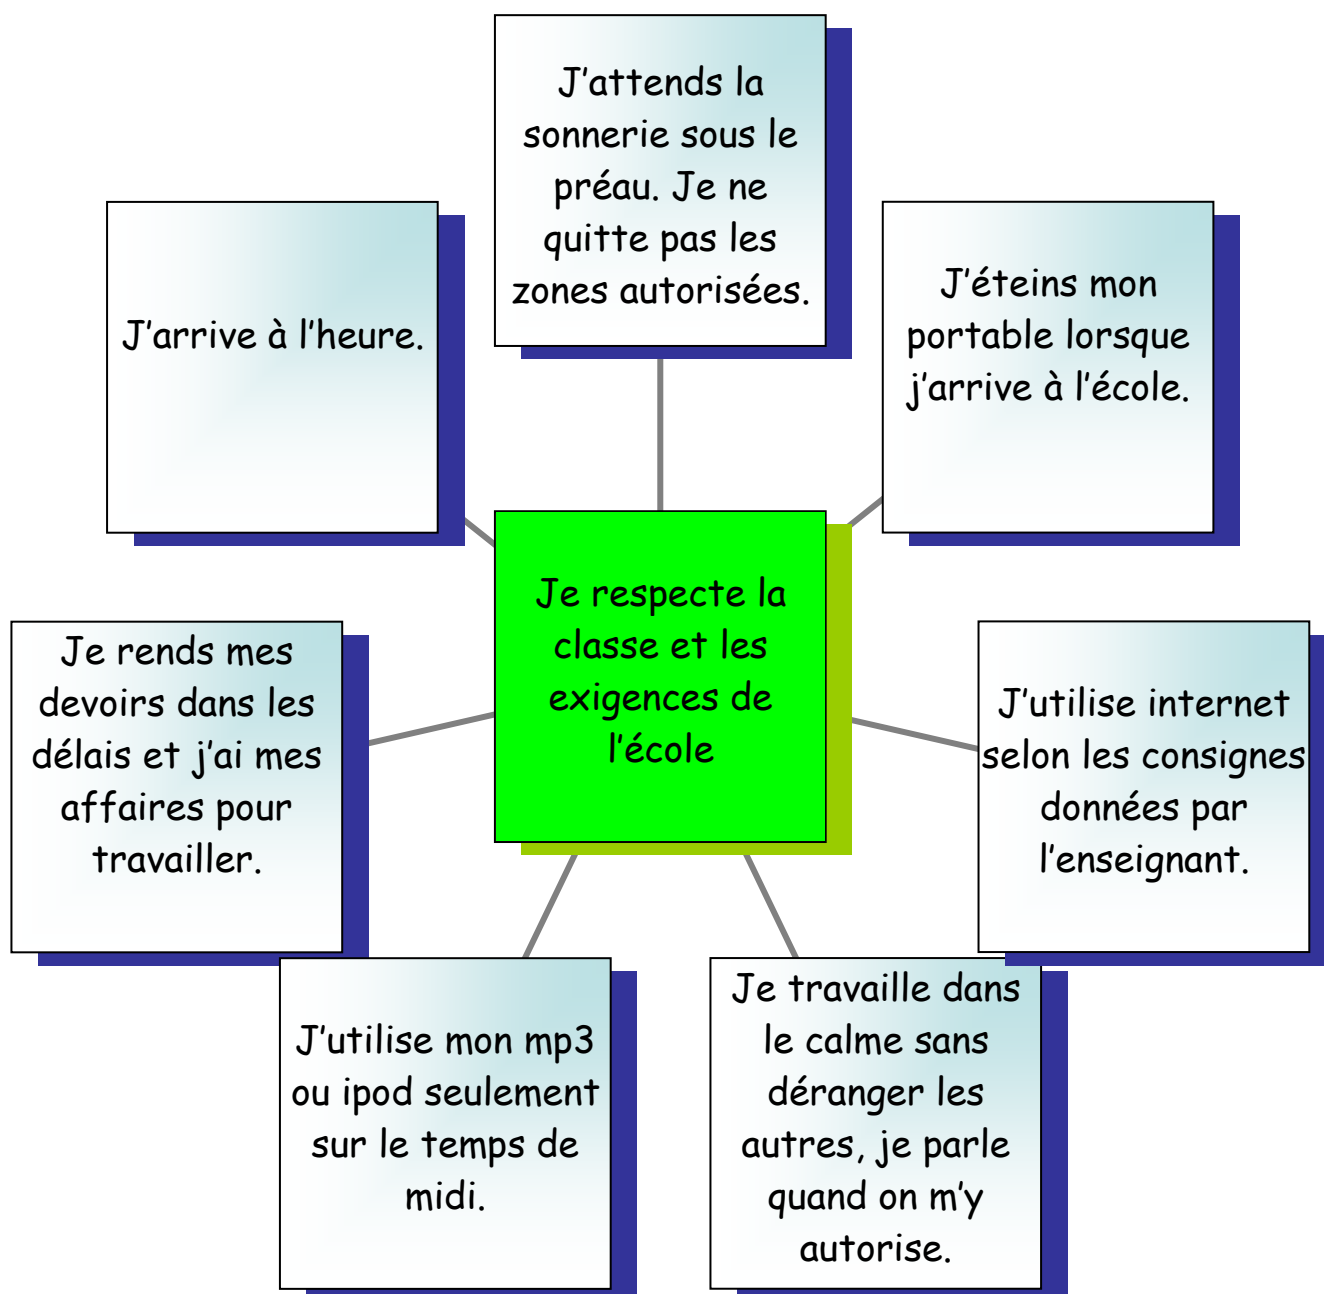 J'attends la
sonnerie sous le
préau. Je ne
quitte pas les
zones autorisées.
J'arrive à l'heure.
J'éteins mon
portable lorsque
j'arrive à l'école.
Je respecte la
classe et les
exigences de
l'école
Je rends mes
devoirs dans les
délais et j'ai mes
affaires pour
travailler.
J'utilise internet
selon les consignes
données par
l'enseignant.
J'utilise mon mp3
ou ipod seulement
sur le temps de
midi.
Je travaille dans
le calme sans
déranger les
autres, je parle
quand on m'y
autorise.